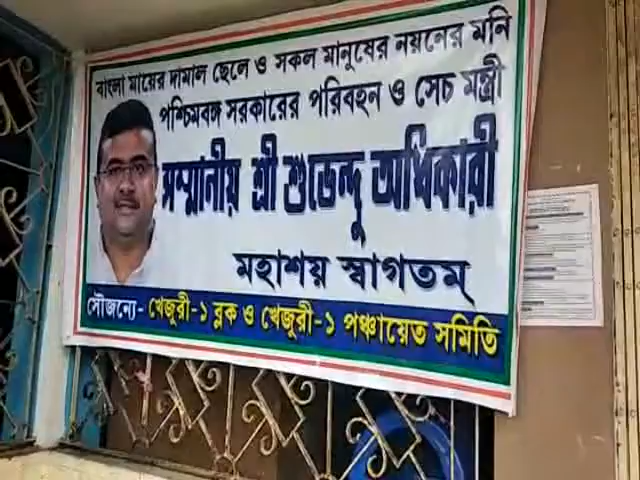 বাংলা মায়ের দামাল ছেলে ও সকল মানুষের নয়নের মনি
পশ্চিমবঙ্গ সরকারের পরিবহন ও সেচ মন্ত্রী
সম্মানীয় শ্রী শুভেন্দু অধিকারী
মহাশয় স্বাগতম্
সৌজন্যে- খেজুরী-১ ব্লক ও খেজুরী-১ পঞ্চায়েত সমিতি